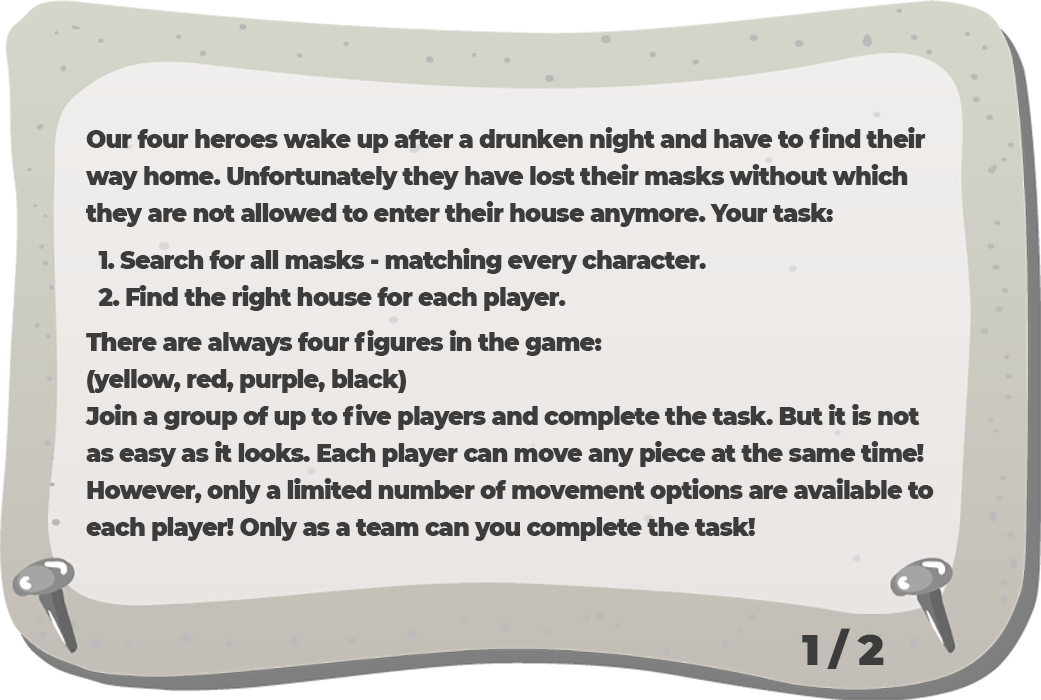 Our four heroes wake up after a drunken night and have to find their
way home. Unfortunately they have lost their masks without which
they are not allowed to enter their house anymore. Your task:
1. Search for all masks - matching every character.
2. Find the right house for each player.
There are always four figures in the game:
(yellow, red, purple, black)
Join a group of up to five players and complete the task. But it is not
as easy as it looks. Each player can move any piece at the same time!
However, only a limited number of movement options are available to
each player! Only as a team can you complete the task!
1/2